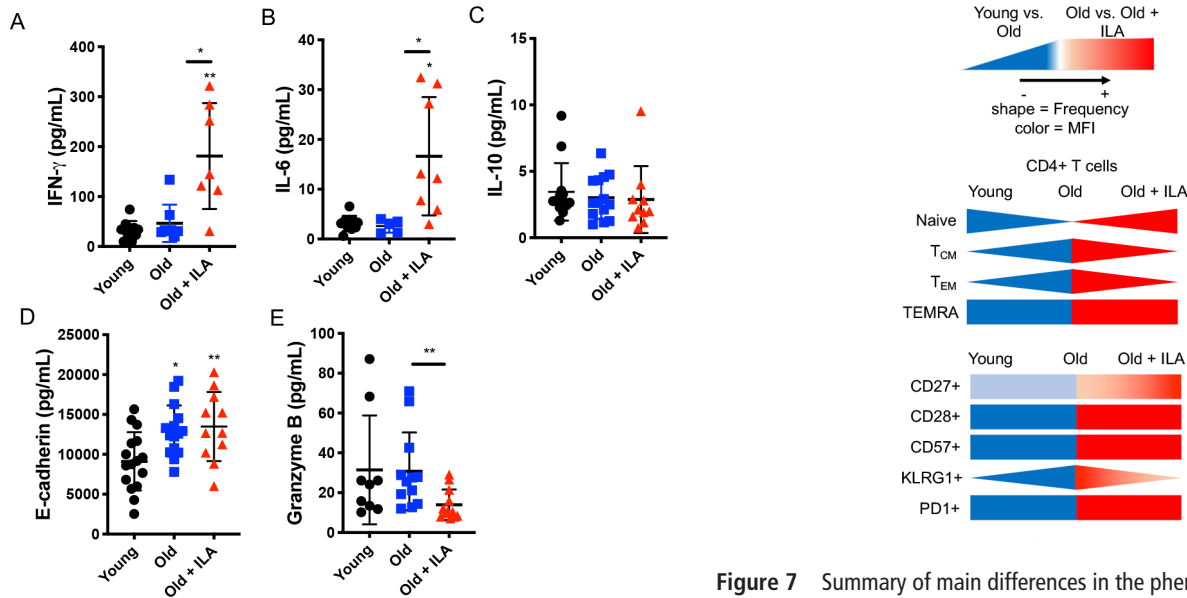 A
IFN-γ (pg/mL)
400
300
200
100
0
*
**
Young
Old
Old + ILA
B
IL-6 (pg/mL)
40
30
20
10
0
*
*
Young
Old
Old + ILA
C
IL-10 (pg/mL)
15
10
5
0
Young
Old
Old + ILA
D
E-cadherin (pg/mL)
25000
20000
15000
10000
5000
0
*
**
Young
Old
Old + ILA
E
Granzyme B (pg/mL)
100
80
60
40
20
0
**
Young
Old
Old + ILA
Young vs.
Old
Old vs. Old +
ILA
- +
shape = Frequency
color = MFI
CD4+ T cells
Young Old Old + ILA
Naive
TCM
TEM
TEMRA
Young Old Old + ILA
CD27+
CD28+
CD57+
KLRG1+
PD1+
Figure 7 Summary of main differences in the pher